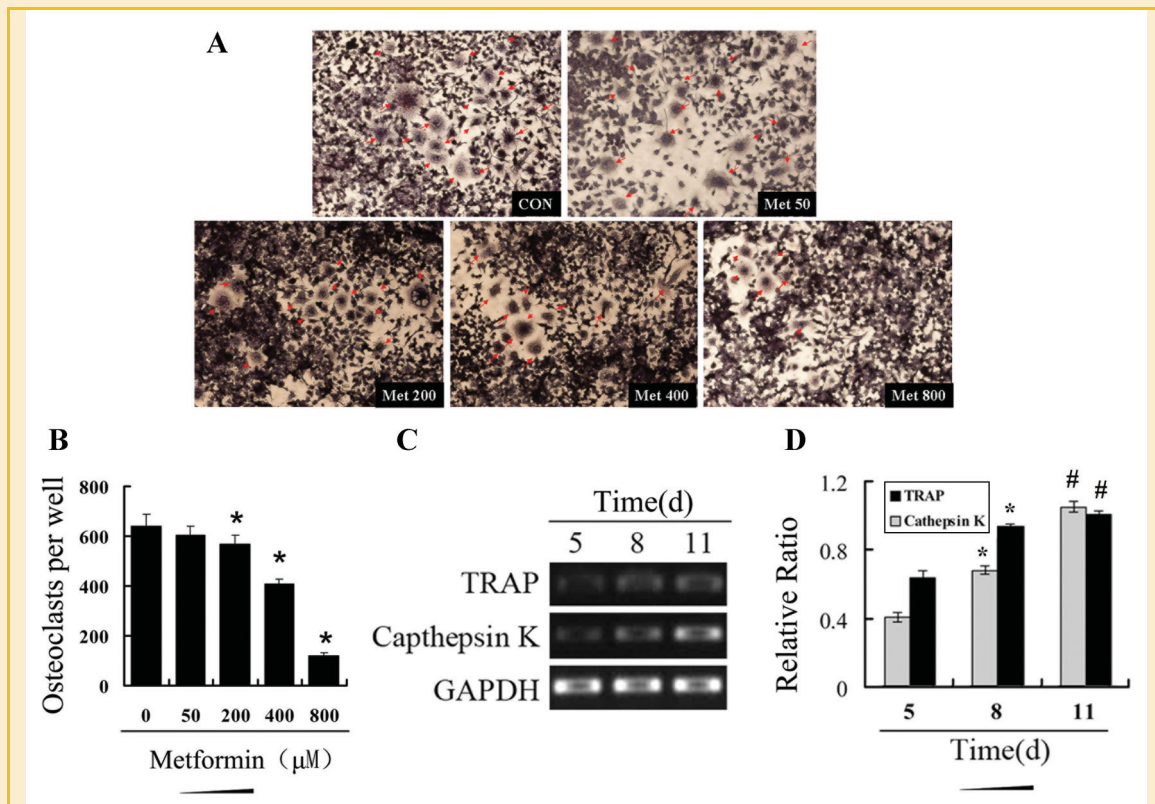 A
CON
Met 50
Met 200
Met 400
Met 800
B
Osteoclasts per well
800
600
400
200
0
*
*
*
0 50 200 400 800
Metformin (μM)
C
Time(d)
5 8 11
TRAP
Capthepsin K
GAPDH
D
Relative Ratio
1.2
0.8
0.4
0
TRAP
Cathepsin K
*
*
#
#
5 8 11
Time(d)